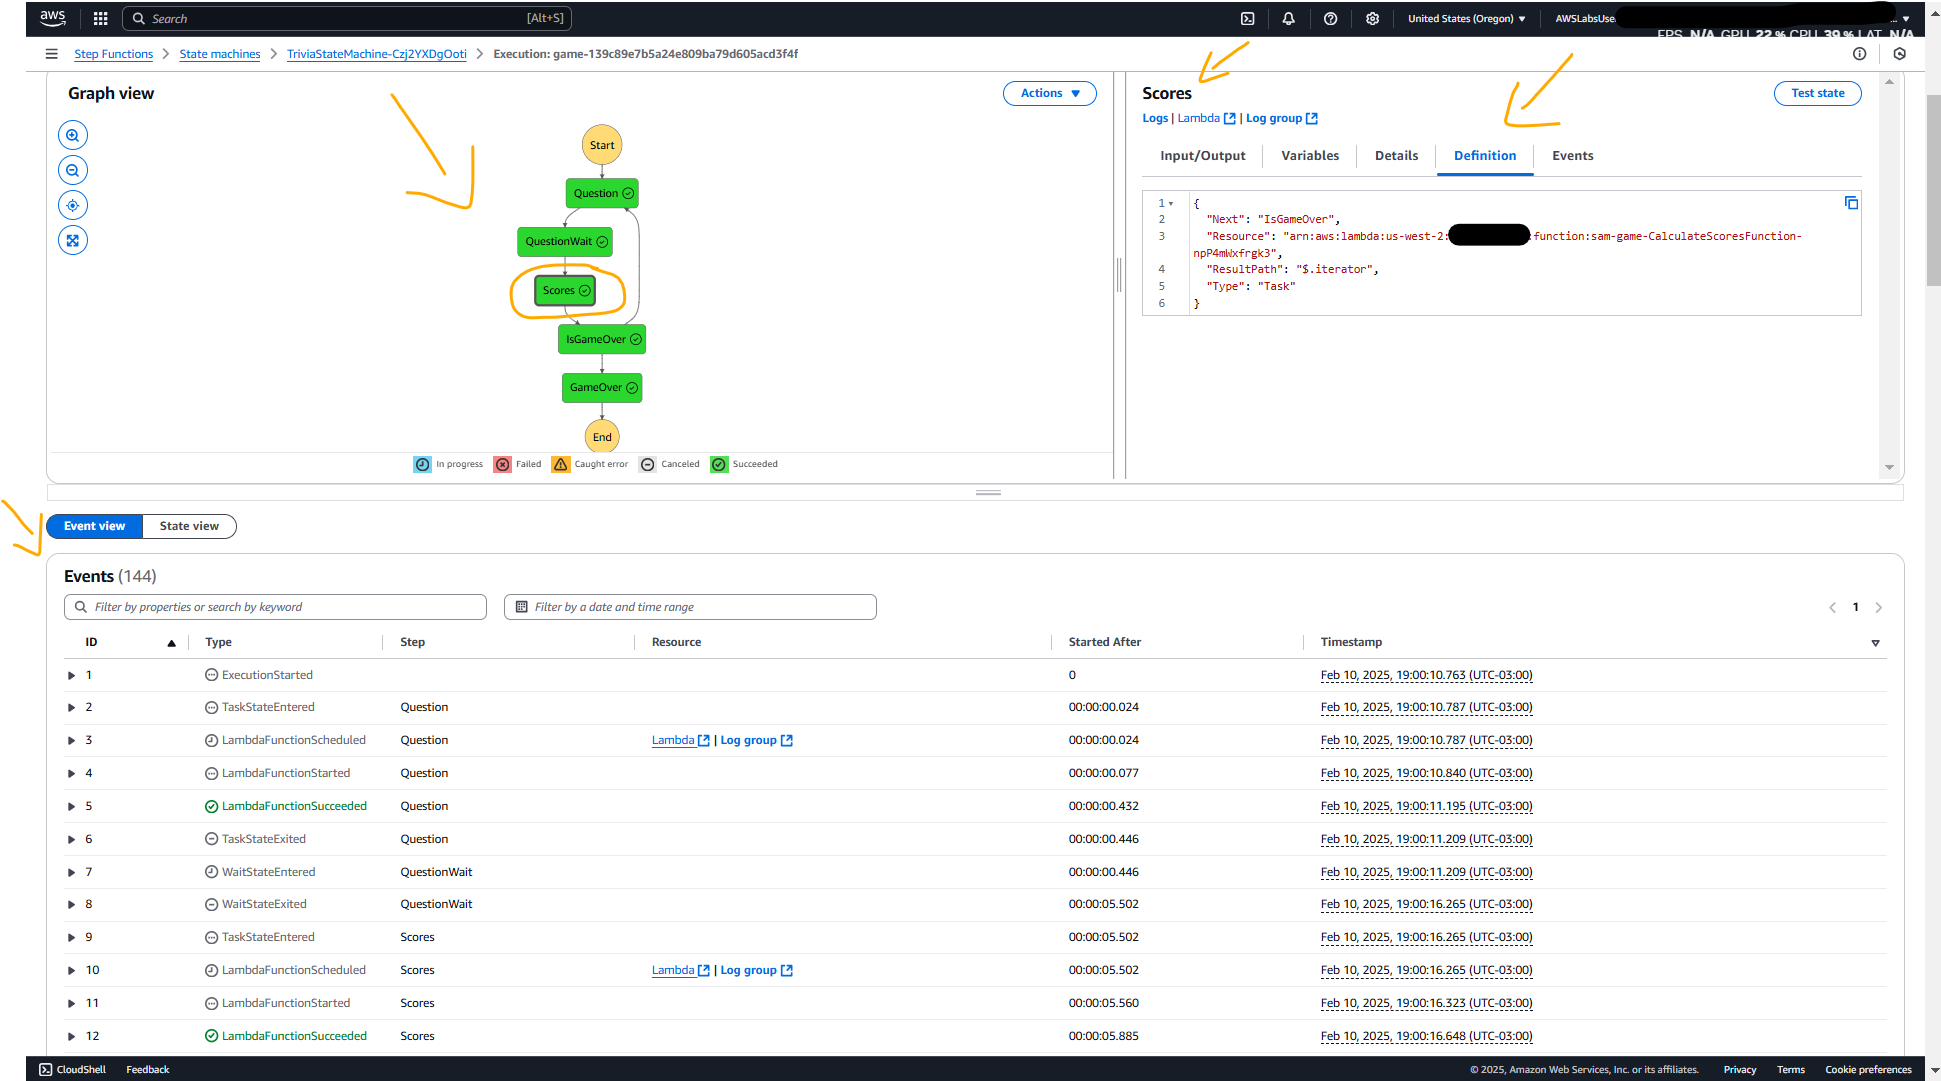 aws
Search [Alt+S]
United States (Oregon)
AWSLabsUse
FPS N/A GPU 22 % CPU 39 % LAT N/A
Step Functions > State machines > TriviaStateMachine-Czj2YXDgOoti > Execution: game-139c89e7b5a24e809ba79d605acd3f4f
Graph view
Actions
Start
Question
QuestionWait
Scores
IsGameOver
GameOver
End
In progress Failed Caught error Canceled Succeeded
Scores
Test state
Logs | Lambda | Log group
Input/Output Variables Details Definition Events
1 {
2 "Next": "IsGameOver",
3 "Resource": "arn:aws:lambda:us-west-2: :function:sam-game-CalculateScoresFunction-
npP4mWxfrgk3",
4 "ResultPath": "$.iterator",
5 "Type": "Task"
6 }
Event view State view
Events (144)
Filter by properties or search by keyword Filter by a date and time range 1
ID Type Step Resource Started After Timestamp
1 ExecutionStarted 0 Feb 10, 2025, 19:00:10.763 (UTC-03:00)
2 TaskStateEntered Question 00:00:00.024 Feb 10, 2025, 19:00:10.787 (UTC-03:00)
3 LambdaFunctionScheduled Question Lambda | Log group 00:00:00.024 Feb 10, 2025, 19:00:10.787 (UTC-03:00)
4 LambdaFunctionStarted Question 00:00:00.077 Feb 10, 2025, 19:00:10.840 (UTC-03:00)
5 LambdaFunctionSucceeded Question 00:00:00.432 Feb 10, 2025, 19:00:11.195 (UTC-03:00)
6 TaskStateExited Question 00:00:00.446 Feb 10, 2025, 19:00:11.209 (UTC-03:00)
7 WaitStateEntered QuestionWait 00:00:00.446 Feb 10, 2025, 19:00:11.209 (UTC-03:00)
8 WaitStateExited QuestionWait 00:00:05.502 Feb 10, 2025, 19:00:16.265 (UTC-03:00)
9 TaskStateEntered Scores 00:00:05.502 Feb 10, 2025, 19:00:16.265 (UTC-03:00)
10 LambdaFunctionScheduled Scores Lambda | Log group 00:00:05.502 Feb 10, 2025, 19:00:16.265 (UTC-03:00)
11 LambdaFunctionStarted Scores 00:00:05.560 Feb 10, 2025, 19:00:16.323 (UTC-03:00)
12 LambdaFunctionSucceeded Scores 00:00:05.885 Feb 10, 2025, 19:00:16.648 (UTC-03:00)
CloudShell Feedback © 2025, Amazon Web Services, Inc. or its affiliates. Privacy Terms Cookie preferences